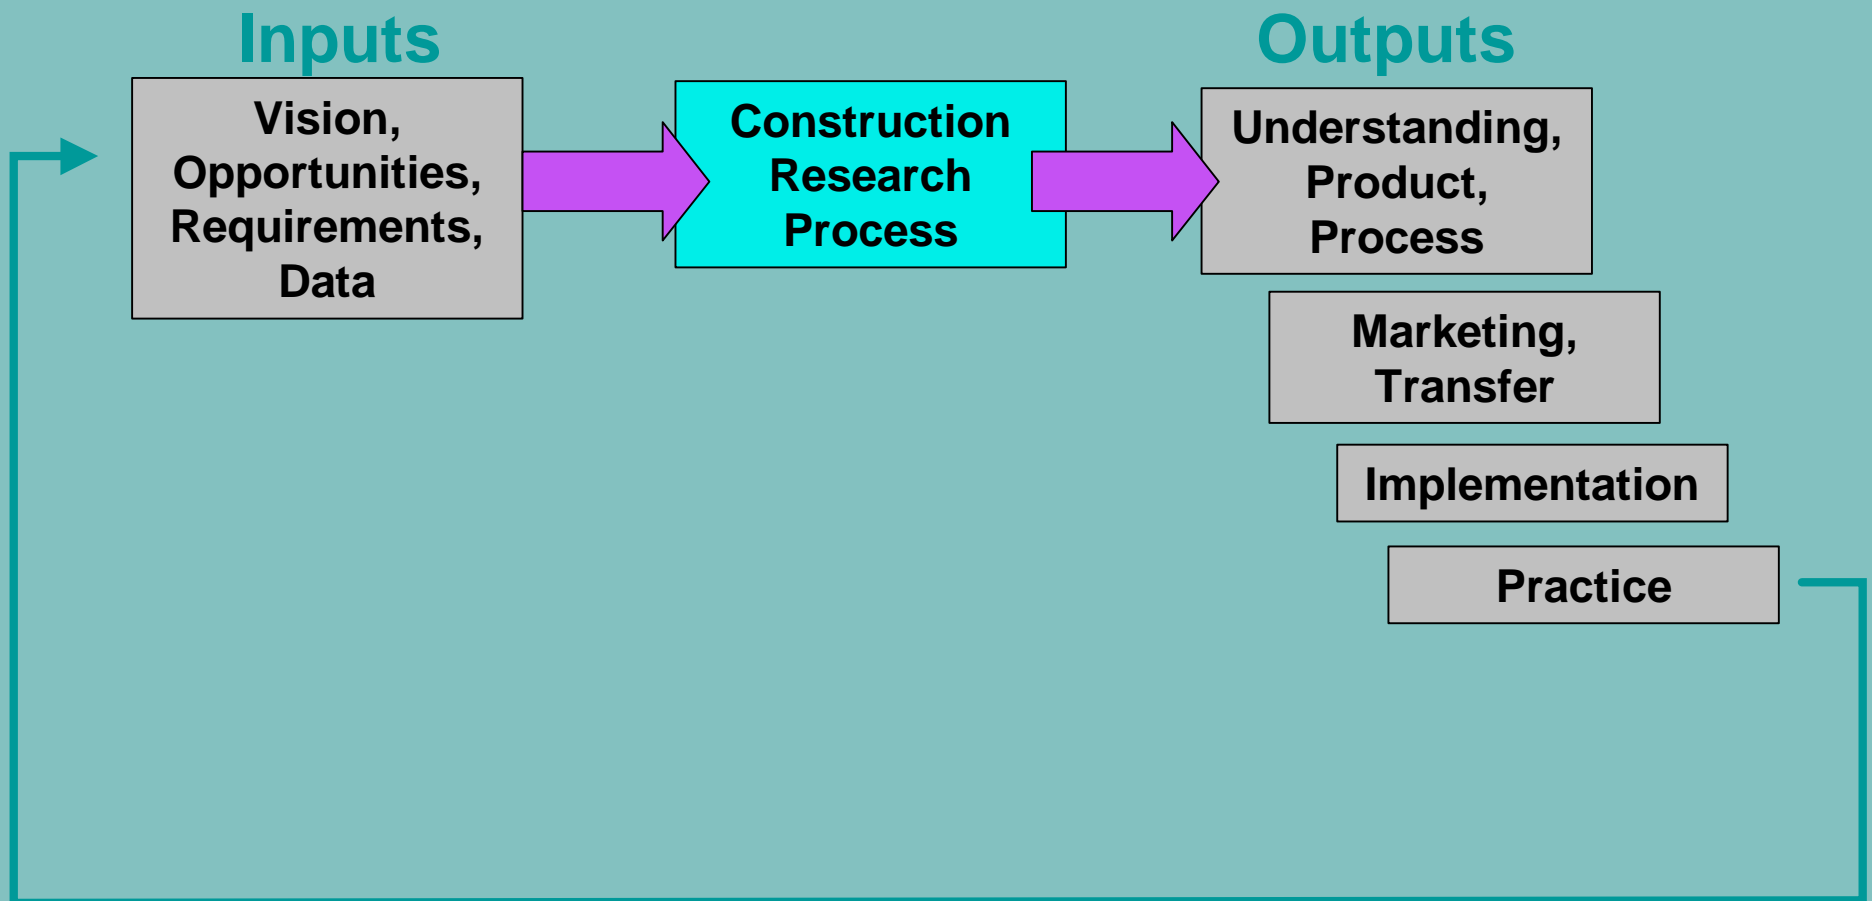 Inputs
Outputs
Vision,
Opportunities,
Requirements,
Data
Construction
Research
Process
Understanding,
Product,
Process
Marketing,
Transfer
Implementation
Practice